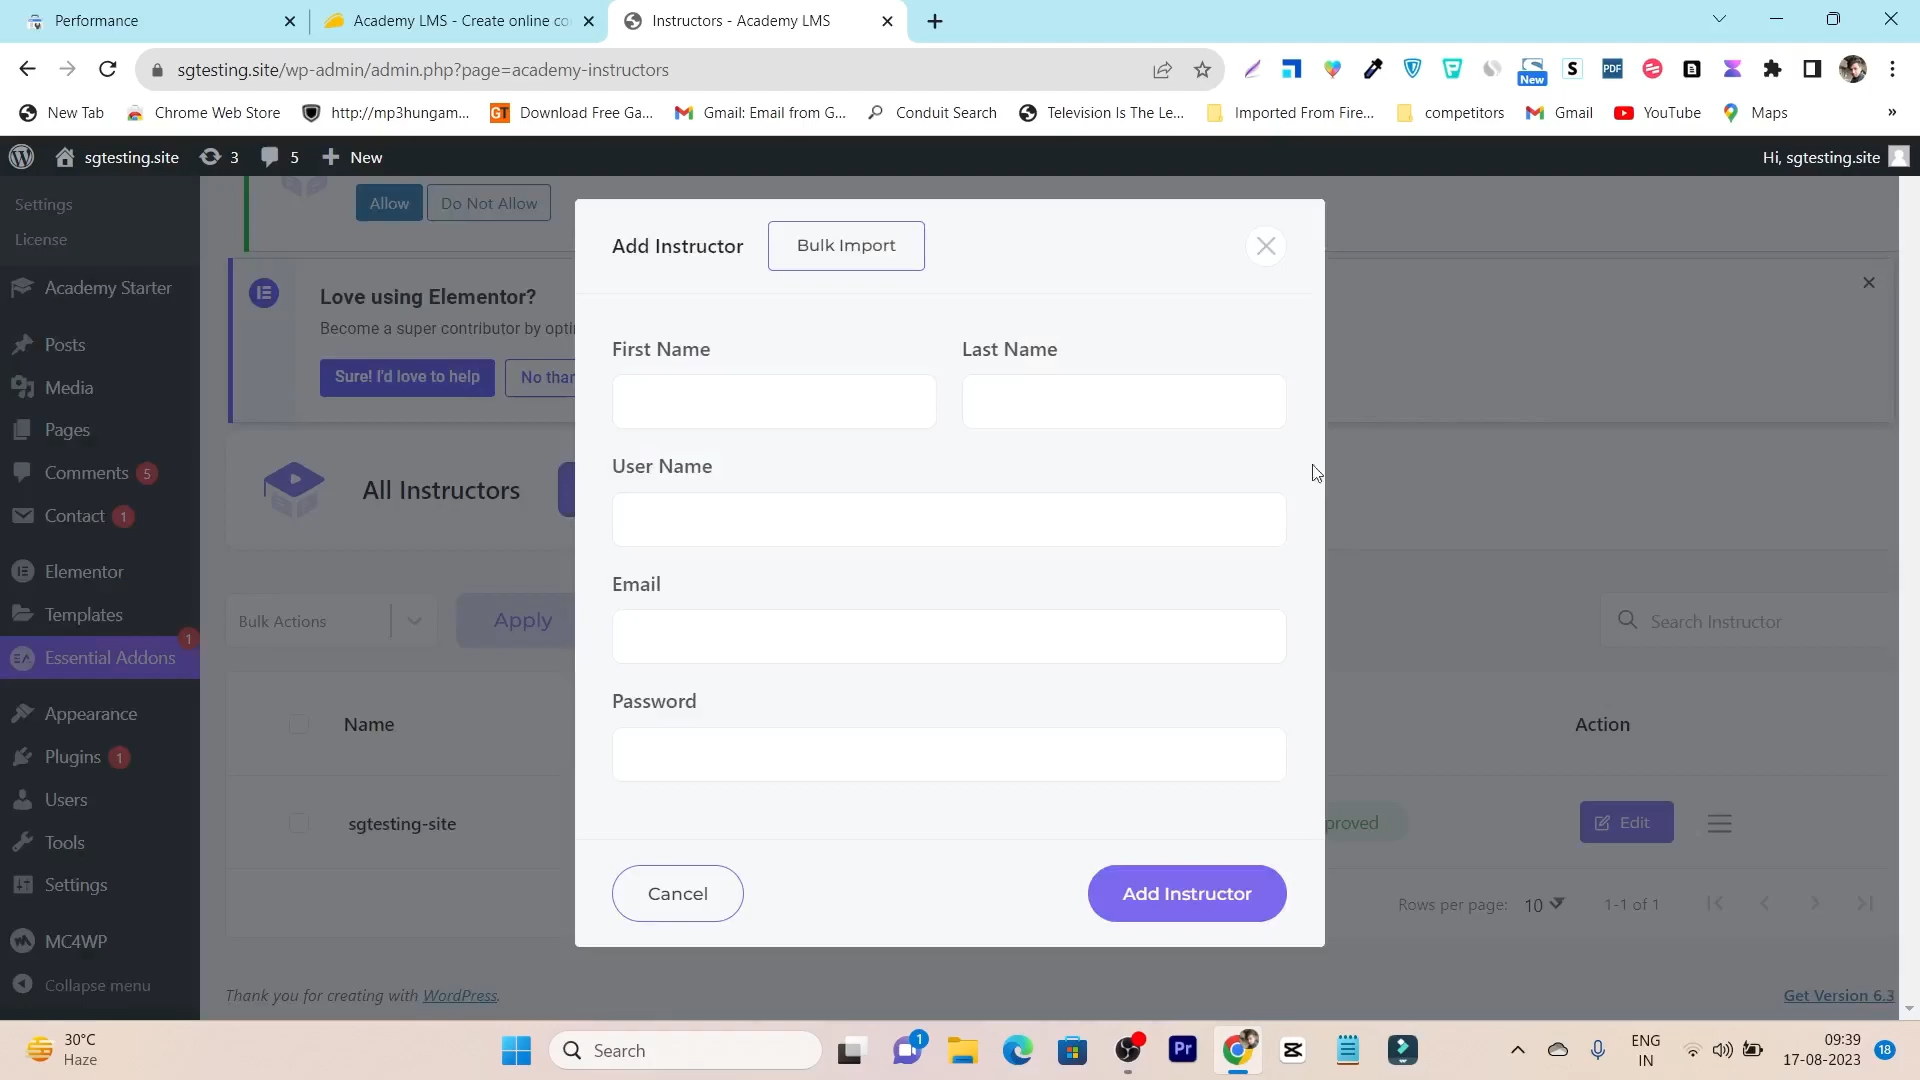 Performance
Academy LMS - Create online co
Instructors - Academy LMS
sgtesting.site/wp-admin/admin.php?page=academy-instructors
New
S
PDF
New Tab
Chrome Web Store
http://mp3hungam...
GT
Download Free Ga...
Gmail: Email from G...
Conduit Search
Television Is The Le...
Imported From Fire...
competitors
Gmail
YouTube
Maps
»
sgtesting.site
3
5
New
Hi, sgtesting.site
Settings
License
Academy Starter
Posts
Media
Pages
Comments 5
Contact 1
Elementor
Templates
Essential Addons 1
Appearance
Plugins 1
Users
Tools
Settings
MC4WP
Collapse menu
Allow
Do Not Allow
Love using Elementor?
Become a super contributor by opti
Sure! I'd love to help
No than
All Instructors
Bulk Actions
Apply
Search Instructor
Name
Action
sgtesting-site
proved
Edit
Rows per page: 10
1-1 of 1
Thank you for creating with WordPress.
Get Version 6.3
Add Instructor
Bulk Import
First Name
Last Name
User Name
Email
Password
Cancel
Add Instructor
30°C
Haze
Search
1
Pr
ENG
IN
09:39
17-08-2023
18